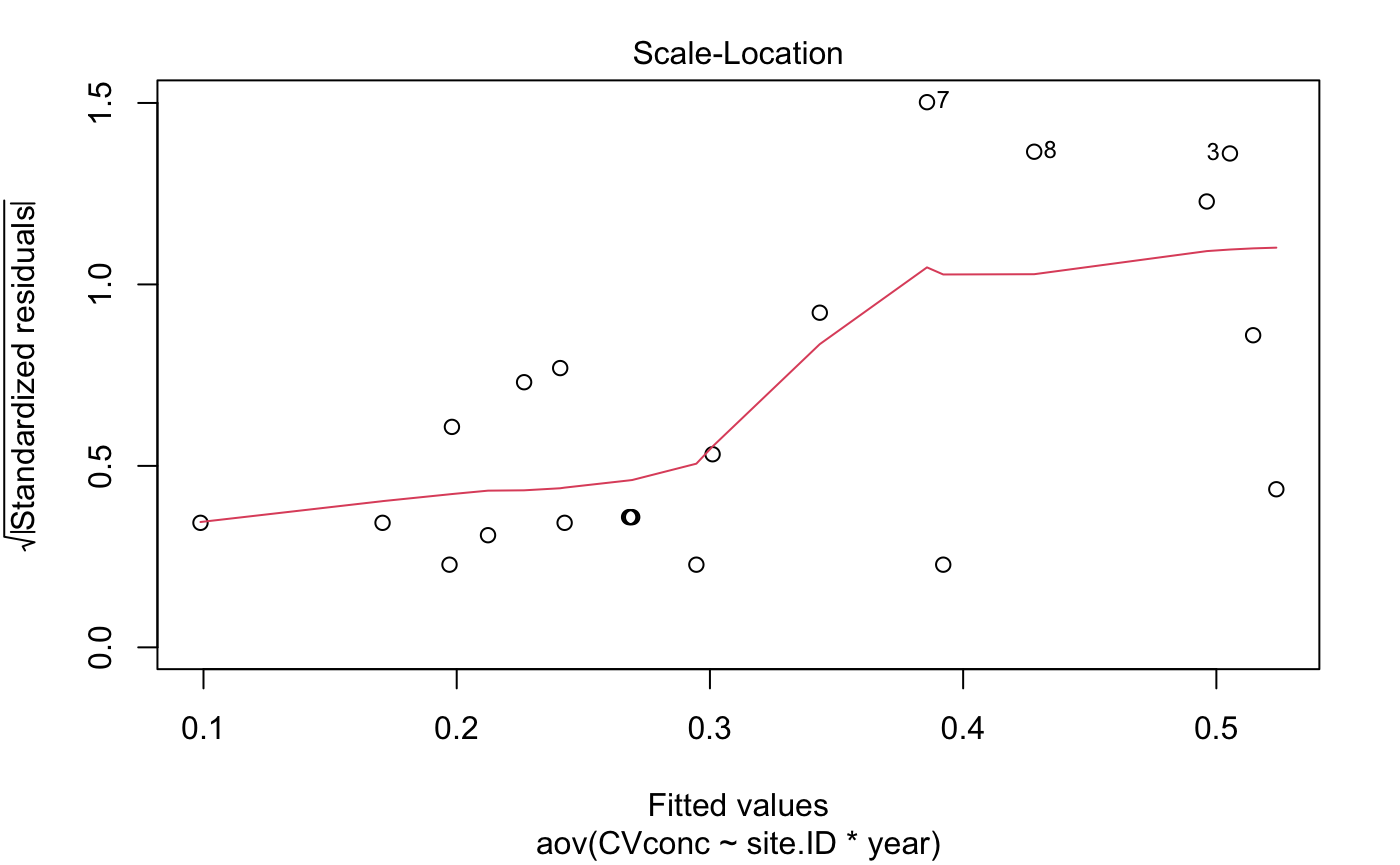 Scale-Location
√|Standardized residuals|
1.5
1.0
0.5
0.0
7
8
3
0.1 0.2 0.3 0.4 0.5
Fitted values
aov(CVconc ~ site.ID * year)